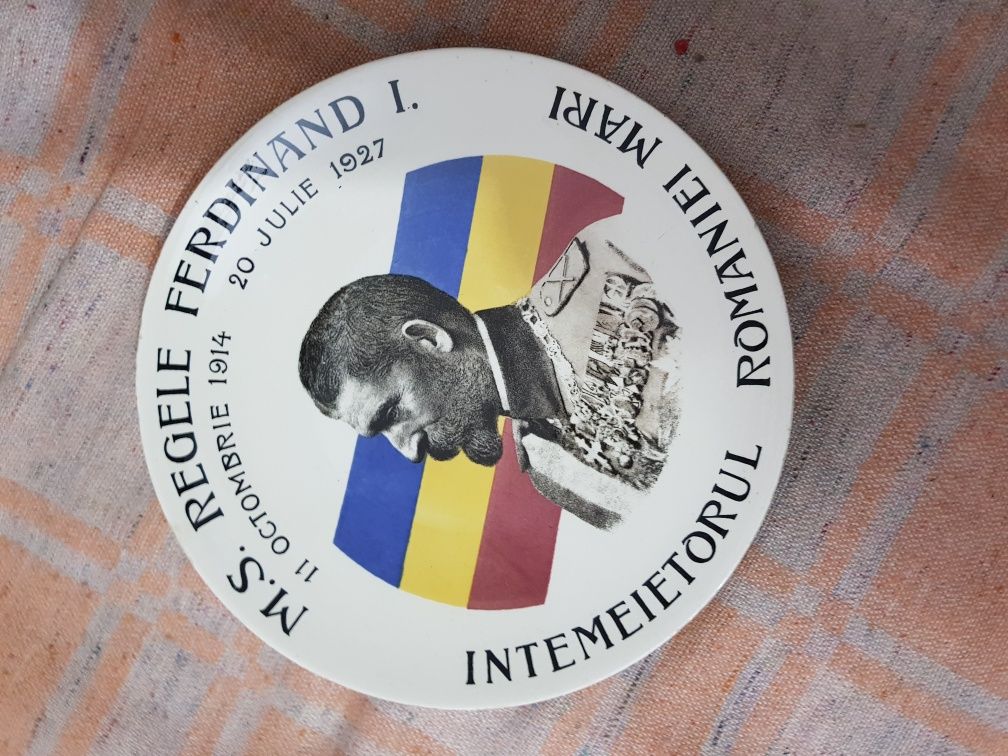 M.S. REGELE FERDINAND I.
11 OCTOMBRIE 1914
20 JULIE 1927
INTEMEIETORUL ROMANIEI MARI